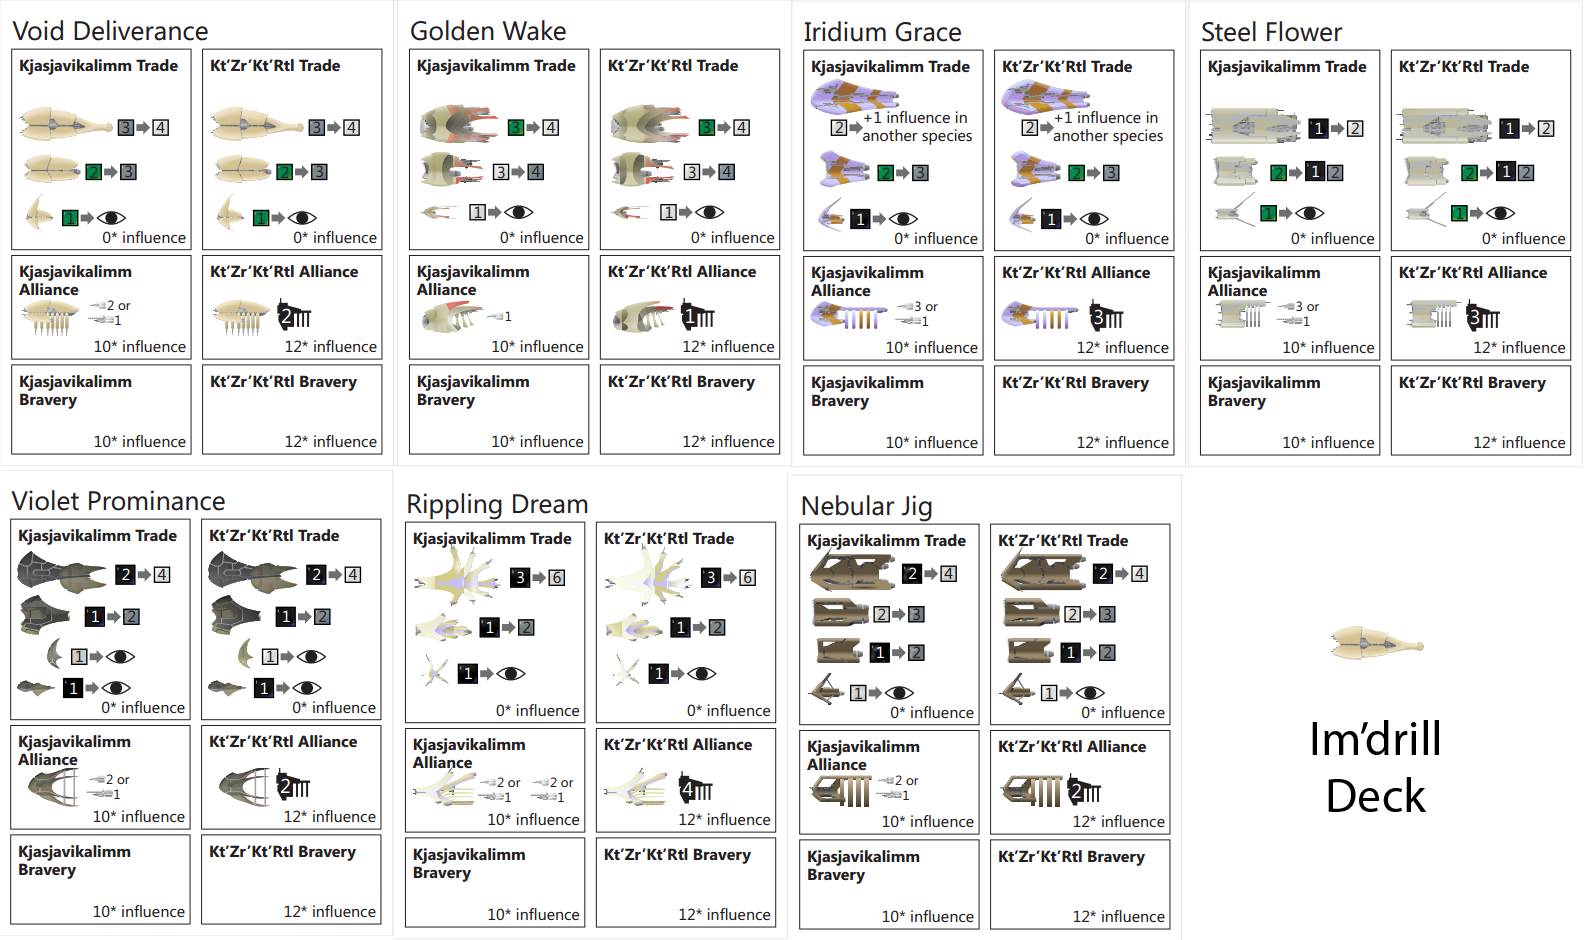 Void Deliverance
Kjasjavikalimm Trade
3 4
2 3
1
0* influence
Kt'Zr'Kt'Rtl Trade
3 4
2 3
1
0* influence
Kjasjavikalimm
Alliance
2 or
1
10* influence
Kt'Zr'Kt'Rtl Alliance
2
12* influence
Kjasjavikalimm
Bravery
10* influence
Kt'Zr'Kt'Rtl Bravery
12* influence
Golden Wake
Kjasjavikalimm Trade
3 4
3 4
1
0* influence
Kt'Zr'Kt'Rtl Trade
3 4
3 4
1
0* influence
Kjasjavikalimm
Alliance
1
10* influence
Kt'Zr'Kt'Rtl Alliance
1
12* influence
Kjasjavikalimm
Bravery
10* influence
Kt'Zr'Kt'Rtl Bravery
12* influence
Iridium Grace
Kjasjavikalimm Trade
2 +1 influence in
another species
2 3
1
0* influence
Kt'Zr'Kt'Rtl Trade
2 +1 influence in
another species
2 3
1
0* influence
Kjasjavikalimm
Alliance
3 or
1
10* influence
Kt'Zr'Kt'Rtl Alliance
3
12* influence
Kjasjavikalimm
Bravery
10* influence
Kt'Zr'Kt'Rtl Bravery
12* influence
Steel Flower
Kjasjavikalimm Trade
1 2
2 1 2
1
0* influence
Kt'Zr'Kt'Rtl Trade
1 2
2 1 2
1
0* influence
Kjasjavikalimm
Alliance
3 or
1
10* influence
Kt'Zr'Kt'Rtl Alliance
3
12* influence
Kjasjavikalimm
Bravery
10* influence
Kt'Zr'Kt'Rtl Bravery
12* influence
Violet Prominance
Kjasjavikalimm Trade
2 4
1 2
1
1
0* influence
Kt'Zr'Kt'Rtl Trade
2 4
1 2
1
1
0* influence
Kjasjavikalimm
Alliance
2 or
1
10* influence
Kt'Zr'Kt'Rtl Alliance
2
12* influence
Kjasjavikalimm
Bravery
10* influence
Kt'Zr'Kt'Rtl Bravery
12* influence
Rippling Dream
Kjasjavikalimm Trade
3 6
1 2
1
0* influence
Kt'Zr'Kt'Rtl Trade
3 6
1 2
1
0* influence
Kjasjavikalimm
Alliance
2 or 2 or
1 1
10* influence
Kt'Zr'Kt'Rtl Alliance
4
12* influence
Kjasjavikalimm
Bravery
10* influence
Kt'Zr'Kt'Rtl Bravery
12* influence
Nebular Jig
Kjasjavikalimm Trade
2 4
2 3
1 2
1
0* influence
Kt'Zr'Kt'Rtl Trade
2 4
2 3
1 2
1
0* influence
Kjasjavikalimm
Alliance
2 or
1
10* influence
Kt'Zr'Kt'Rtl Alliance
2
12* influence
Kjasjavikalimm
Bravery
10* influence
Kt'Zr'Kt'Rtl Bravery
12* influence
Im'drill
Deck